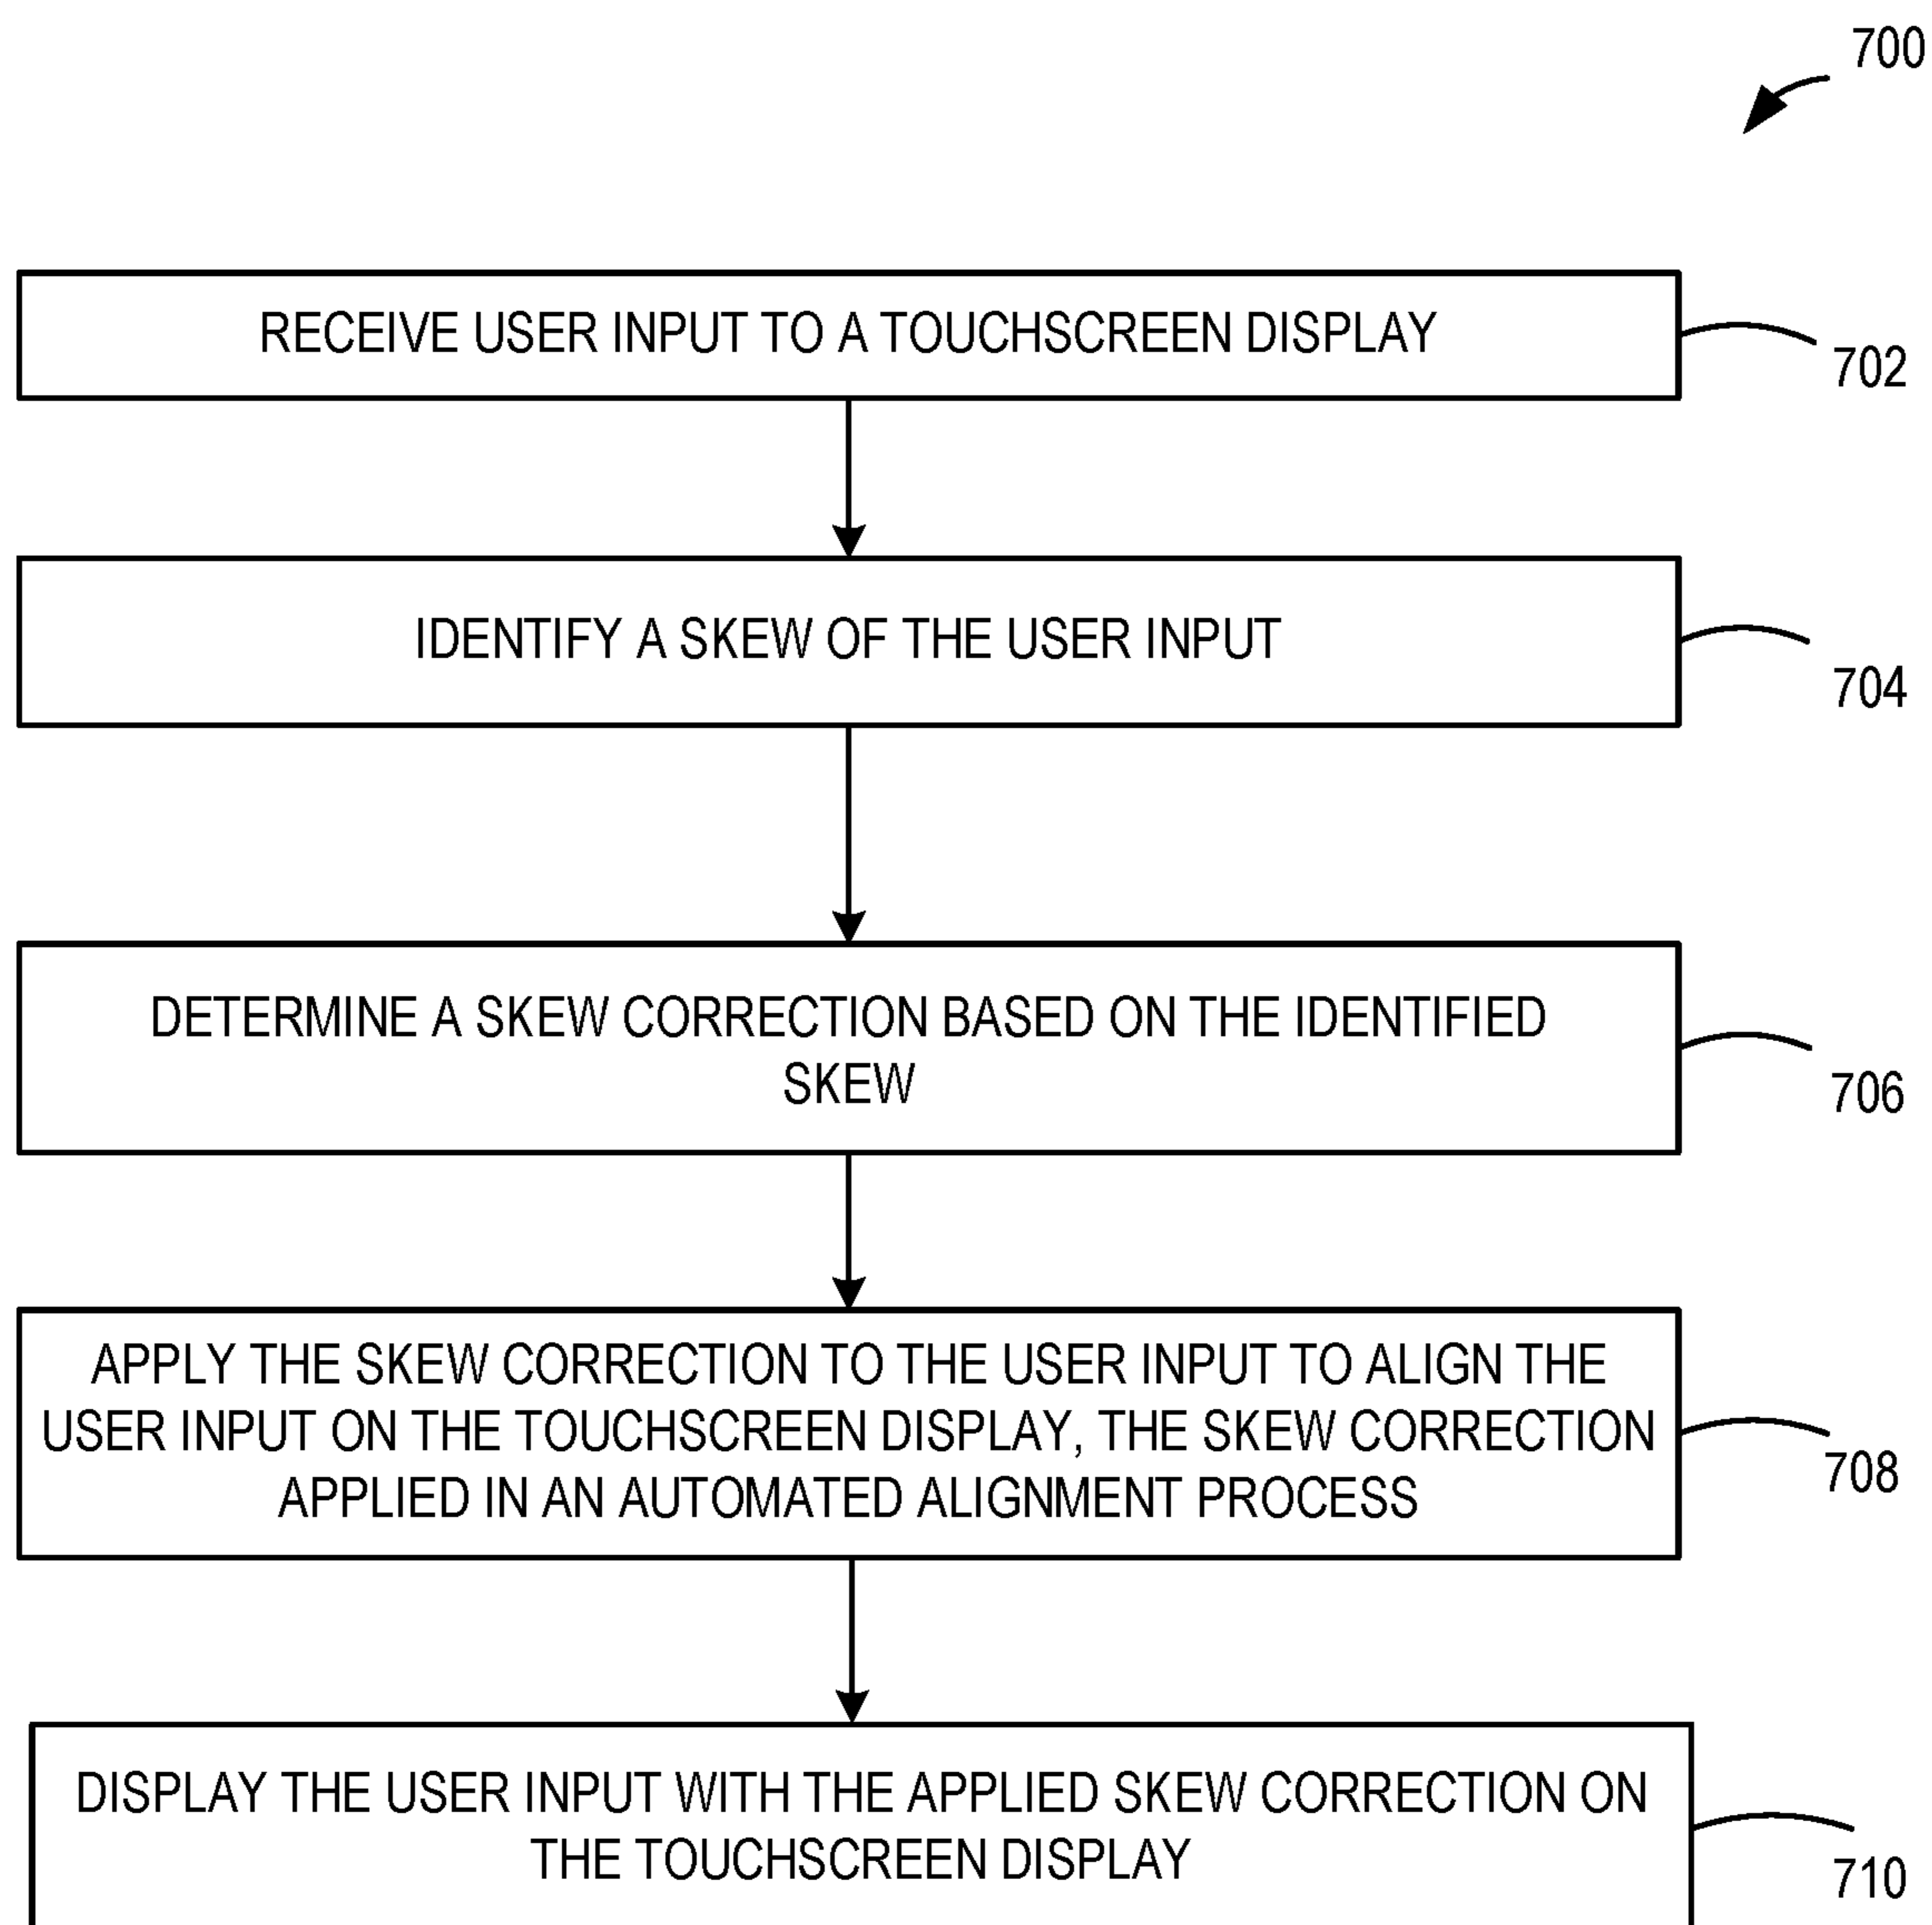 700
RECEIVE USER INPUT TO A TOUCHSCREEN DISPLAY
702
IDENTIFY A SKEW OF THE USER INPUT
704
DETERMINE A SKEW CORRECTION BASED ON THE IDENTIFIED
SKEW
706
APPLY THE SKEW CORRECTION TO THE USER INPUT TO ALIGN THE
USER INPUT ON THE TOUCHSCREEN DISPLAY, THE SKEW CORRECTION
APPLIED IN AN AUTOMATED ALIGNMENT PROCESS
708
DISPLAY THE USER INPUT WITH THE APPLIED SKEW CORRECTION ON
THE TOUCHSCREEN DISPLAY
710